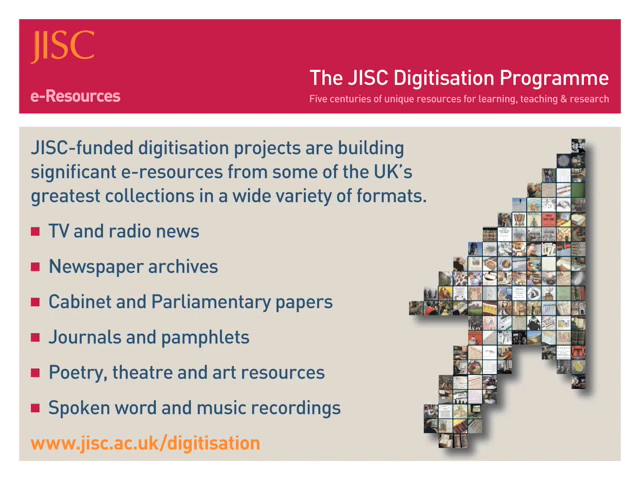 JISC
e-Resources
The JISC Digitisation Programme
Five centuries of unique resources for learning, teaching & research
JISC-funded digitisation projects are building
significant e-resources from some of the UK's
greatest collections in a wide variety of formats.
TV and radio news
Newspaper archives
Cabinet and Parliamentary papers
Journals and pamphlets
Poetry, theatre and art resources
Spoken word and music recordings
www.jisc.ac.uk/digitisation